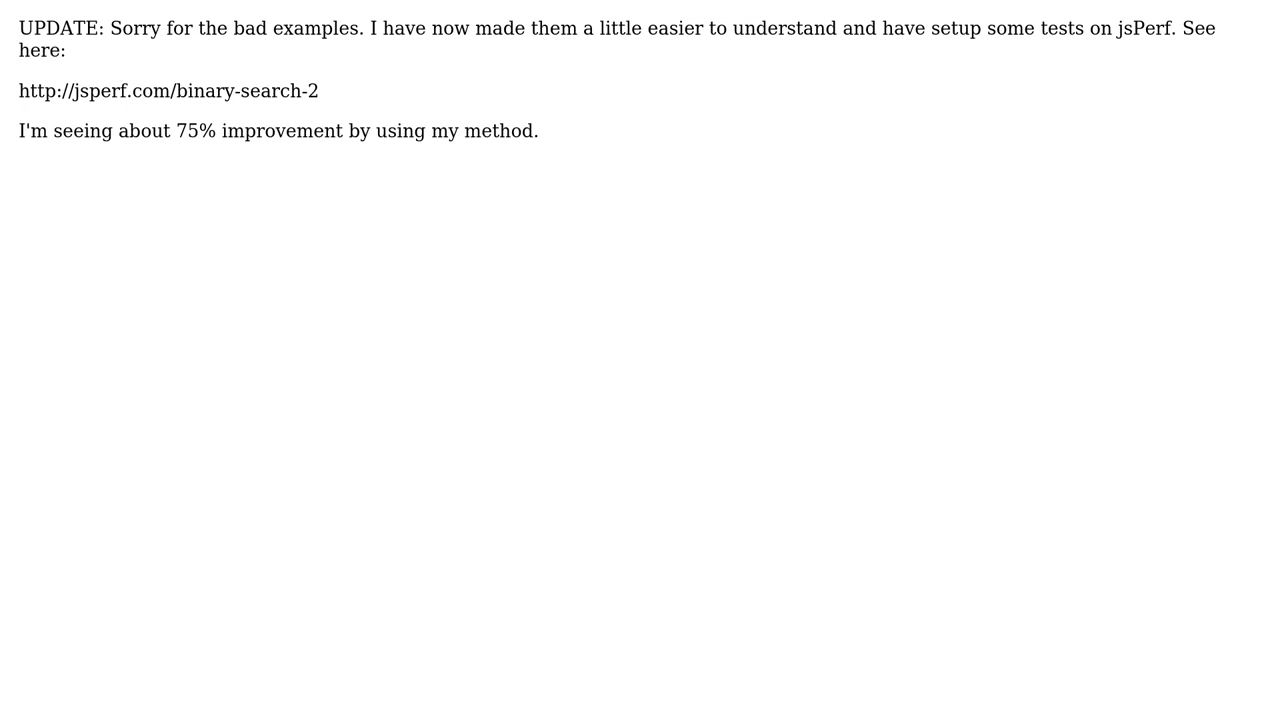 UPDATE: Sorry for the bad examples. I have now made them a little easier to understand and have setup some tests on jsPerf. See
here:
http://jsperf.com/binary-search-2
I'm seeing about 75% improvement by using my method.